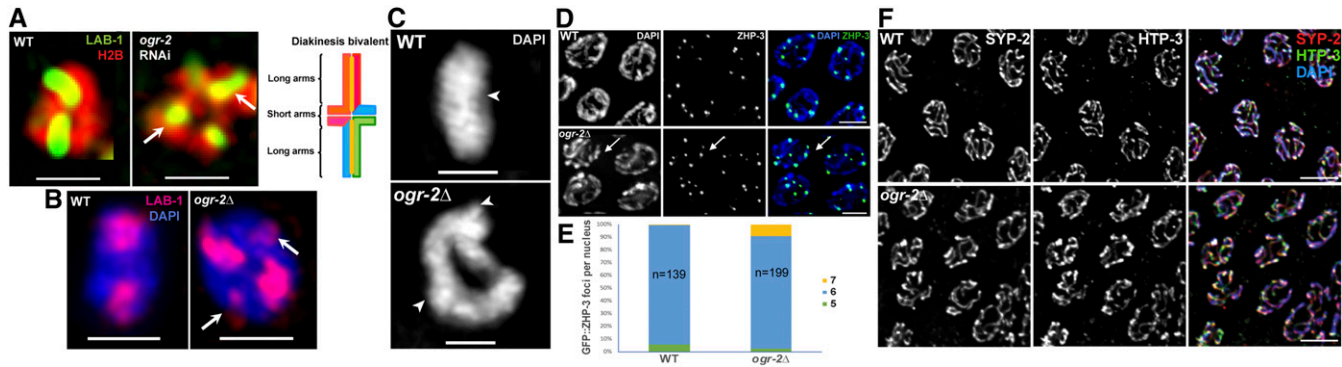 A
WT
LAB-1
H2B
ogr-2
RNAi
Diakinesis bivalent
Long arms
Short arms
Long arms
B
WT
LAB-1
DAPI
ogr-2Δ
C
WT
DAPI
ogr-2Δ
D
WT
DAPI
ZHP-3
DAPI ZHP-3
ogr-2Δ
E
GFP::ZHP-3 foci per nucleus
100%
90%
80%
70%
60%
50%
40%
30%
20%
10%
0%
n=139
n=199
7
6
5
WT
ogr-2Δ
F
WT
SYP-2
HTP-3
SYP-2
HTP-3
DAPI
ogr-2Δ